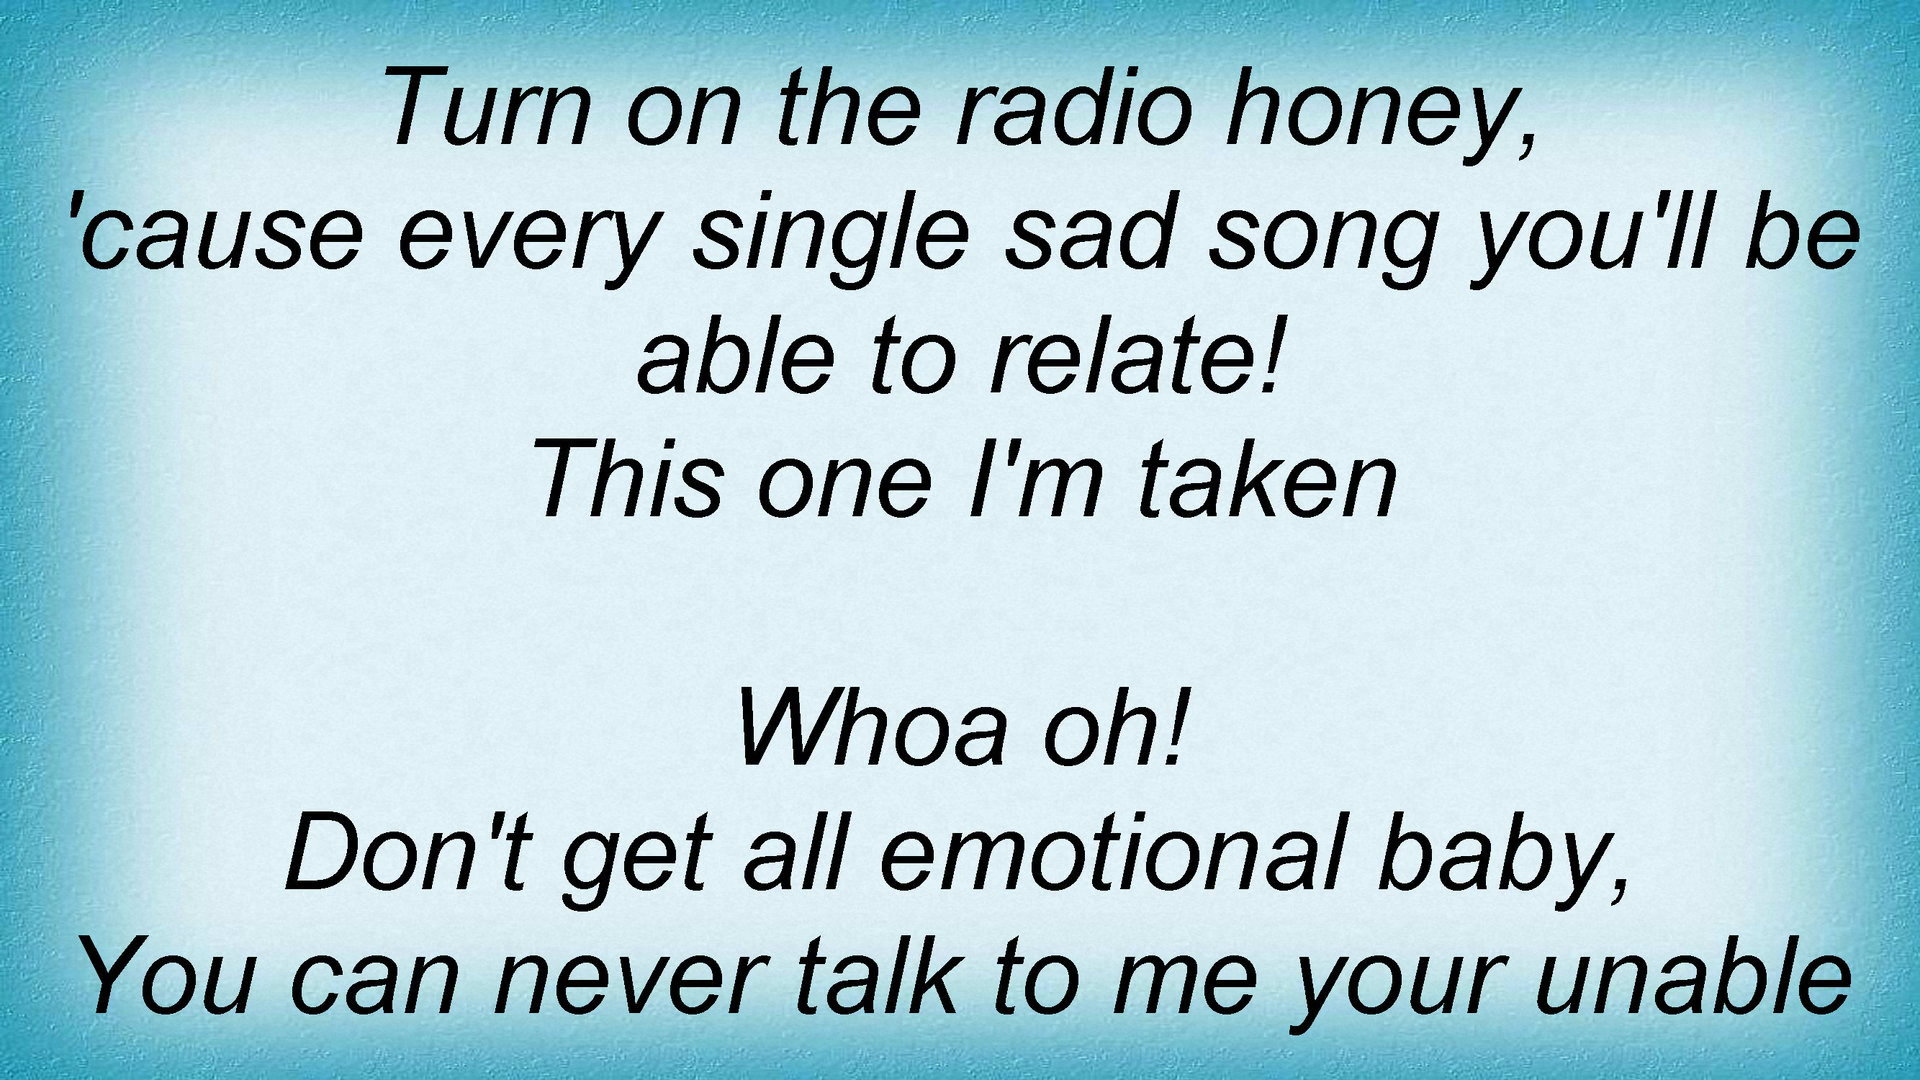 Turn on the radio honey,
'cause every single sad song you'll be
able to relate!
This one I'm taken
Whoa oh!
Don't get all emotional baby,
You can never talk to me your unable